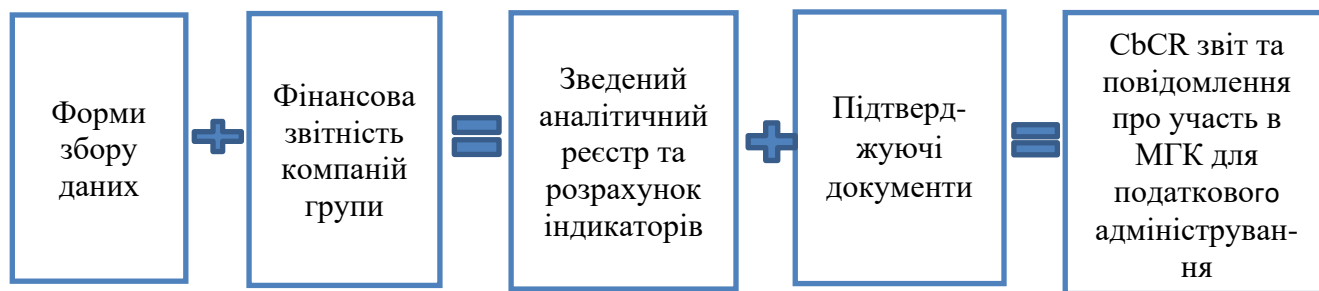 Форми
збору
даних
Фінансова
звітність
компаній
групи
Зведений
аналітичний
реєстр та
розрахунок
індикаторів
Підтверд-
жуючі
документи
CbCR звіт та
повідомлення
про участь в
МГК для
податкового
адмініструван-
ня